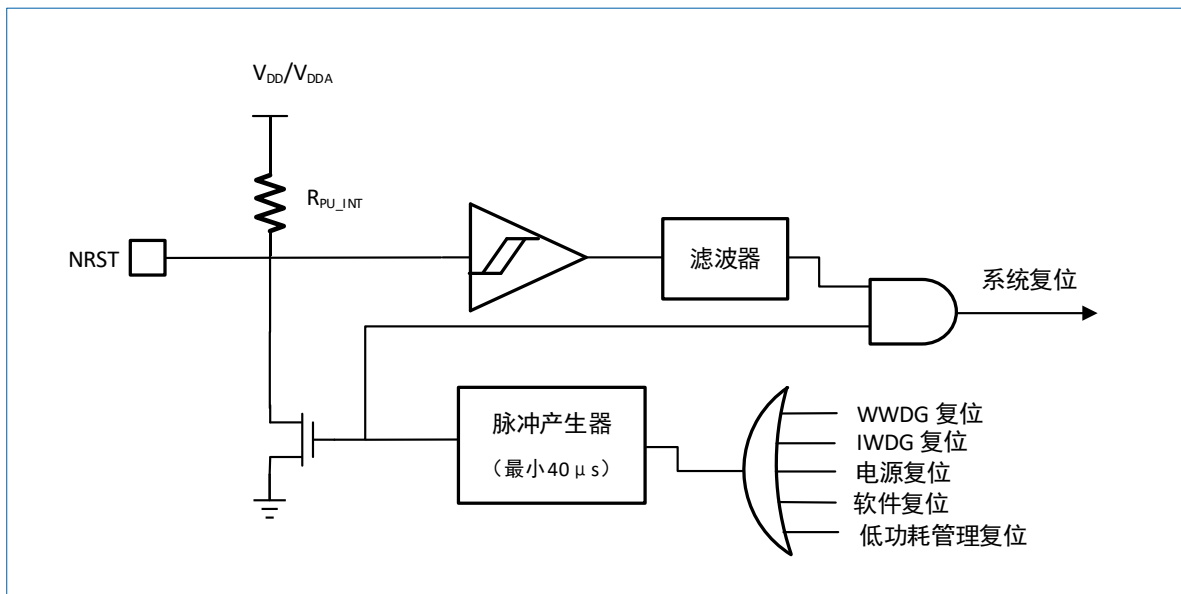 VDD/VDDA
RPU_INT
NRST
滤波器
系统复位
脉冲产生器
（最小40μs）
WWDG 复位
IWDG 复位
电源复位
软件复位
低功耗管理复位